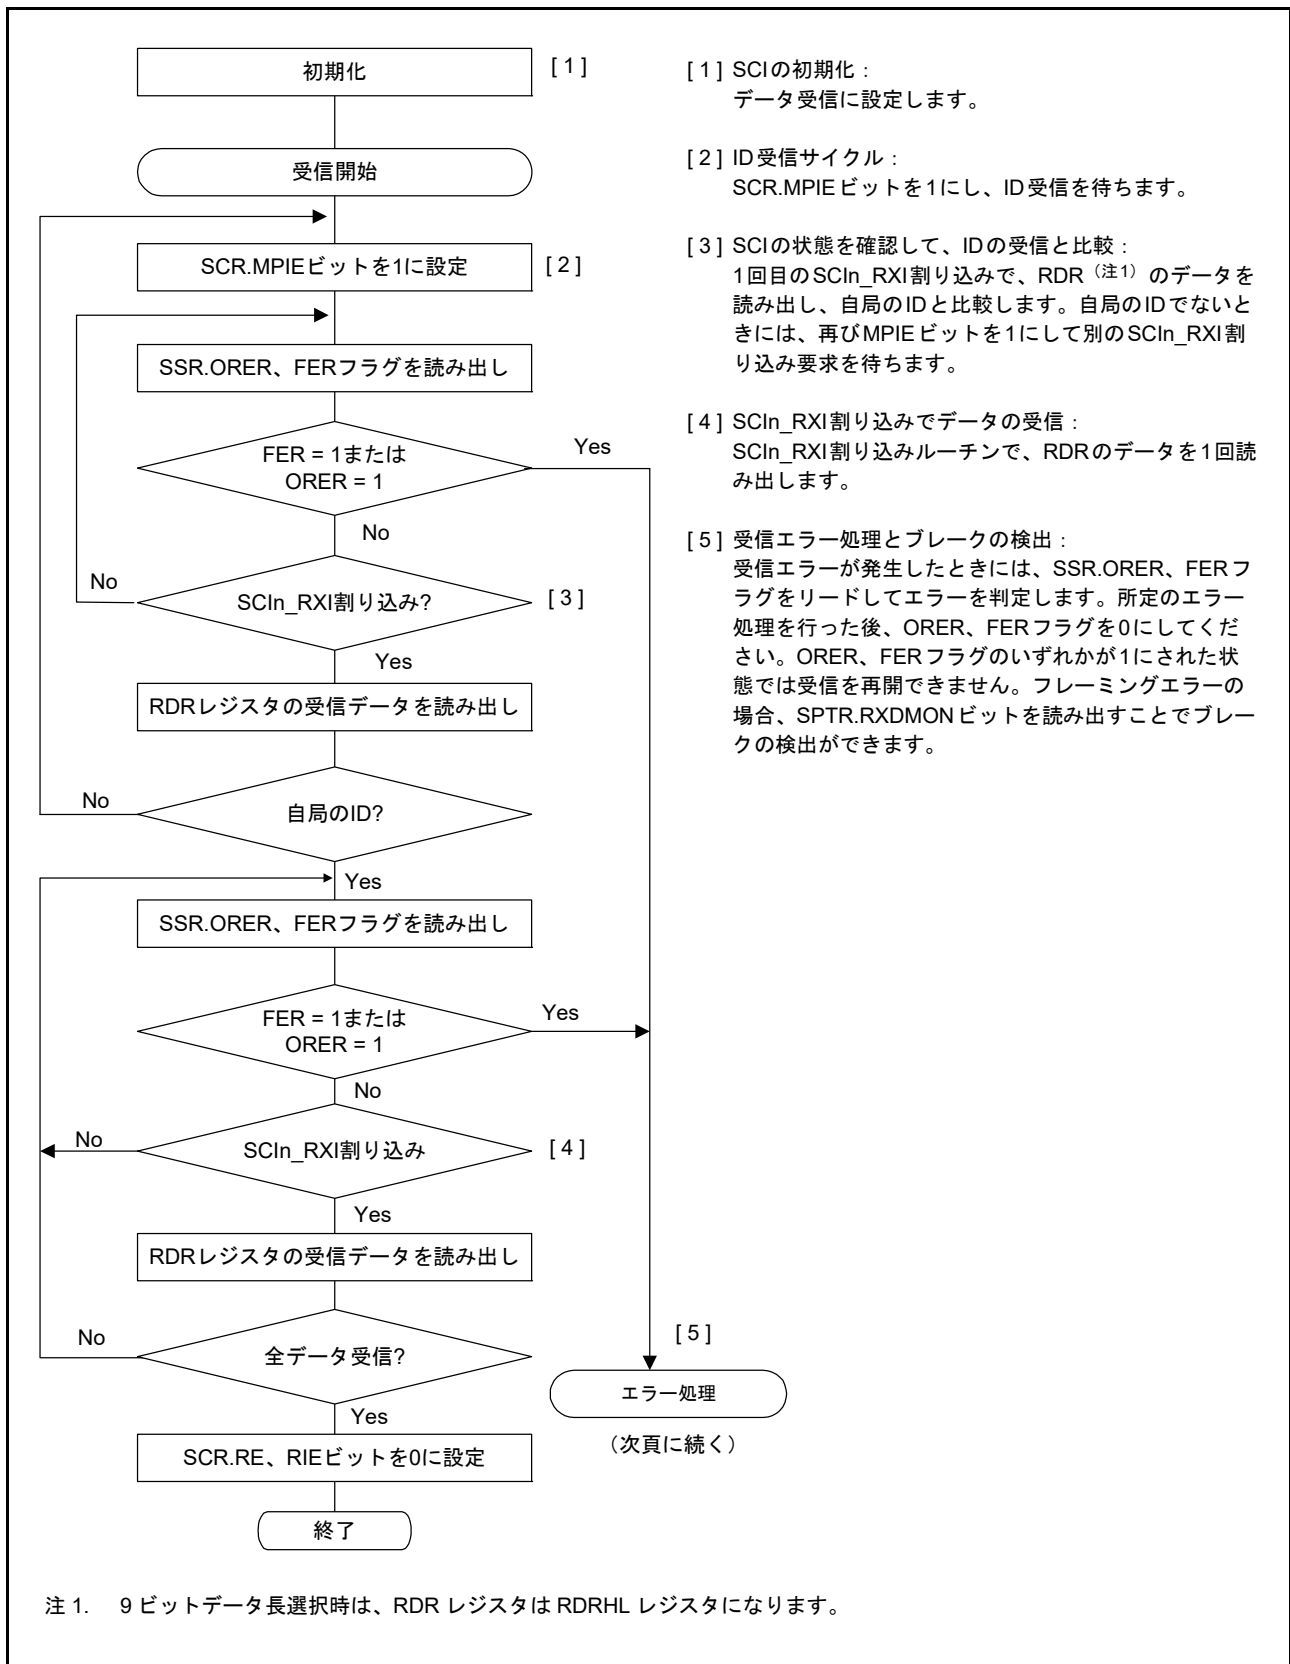 初期化
[ 1 ]
受信開始
SCR.MPIEビットを1に設定
[ 2 ]
SSR.ORER、FERフラグを読み出し
FER = 1または
ORER = 1
Yes
No
No
SCIn_RXI割り込み?
[ 3 ]
Yes
RDRレジスタの受信データを読み出し
No
自局のID?
Yes
SSR.ORER、FERフラグを読み出し
FER = 1または
ORER = 1
Yes
No
No
SCIn_RXI割り込み
[ 4 ]
Yes
RDRレジスタの受信データを読み出し
No
全データ受信?
[ 5 ]
エラー処理
（次頁に続く）
Yes
SCR.RE、RIEビットを0に設定
終了
[ 1 ] SCIの初期化：
データ受信に設定します。
[ 2 ] ID受信サイクル：
SCR.MPIEビットを1にし、ID受信を待ちます。
[ 3 ] SCIの状態を確認して、IDの受信と比較：
1回目のSCIn_RXI割り込みで、RDR（注1）のデータを
読み出し、自局のIDと比較します。自局のIDでないと
きには、再びMPIEビットを1にして別のSCIn_RXI割
り込み要求を待ちます。
[ 4 ] SCIn_RXI割り込みでデータの受信：
SCIn_RXI割り込みルーチンで、RDRのデータを1回読
み出します。
[ 5 ] 受信エラー処理とブレークの検出：
受信エラーが発生したときには、SSR.ORER、FERフ
ラグをリードしてエラーを判定します。所定のエラー
処理を行った後、ORER、FERフラグを0にしてくだ
さい。ORER、FERフラグのいずれかが1にされた状
態では受信を再開できません。フレーミングエラーの
場合、SPTR.RXDMONビットを読み出すことでブレー
クの検出ができます。
注 1. 9 ビットデータ長選択時は、RDR レジスタは RDRHL レジスタになります。